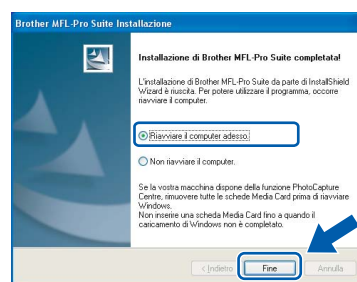 Brother MFL-Pro Suite Installazione
Installazione di Brother MFL-Pro Suite completata!
L'installazione di Brother MFL-Pro Suite da parte di InstallShield
Wizard è riuscita. Per potere utilizzare il programma, occorre
riavviare il computer.
Riavviare il computer adesso.
Non riavviare il computer.
Se la vostra macchina dispone della funzione PhotoCapture
Centre, rimuovere tutte le schede Media Card prima di riavviare
Windows.
Non inserire una scheda Media Card fino a quando il
caricamento di Windows non è completato.
< Indietro Fine Annulla